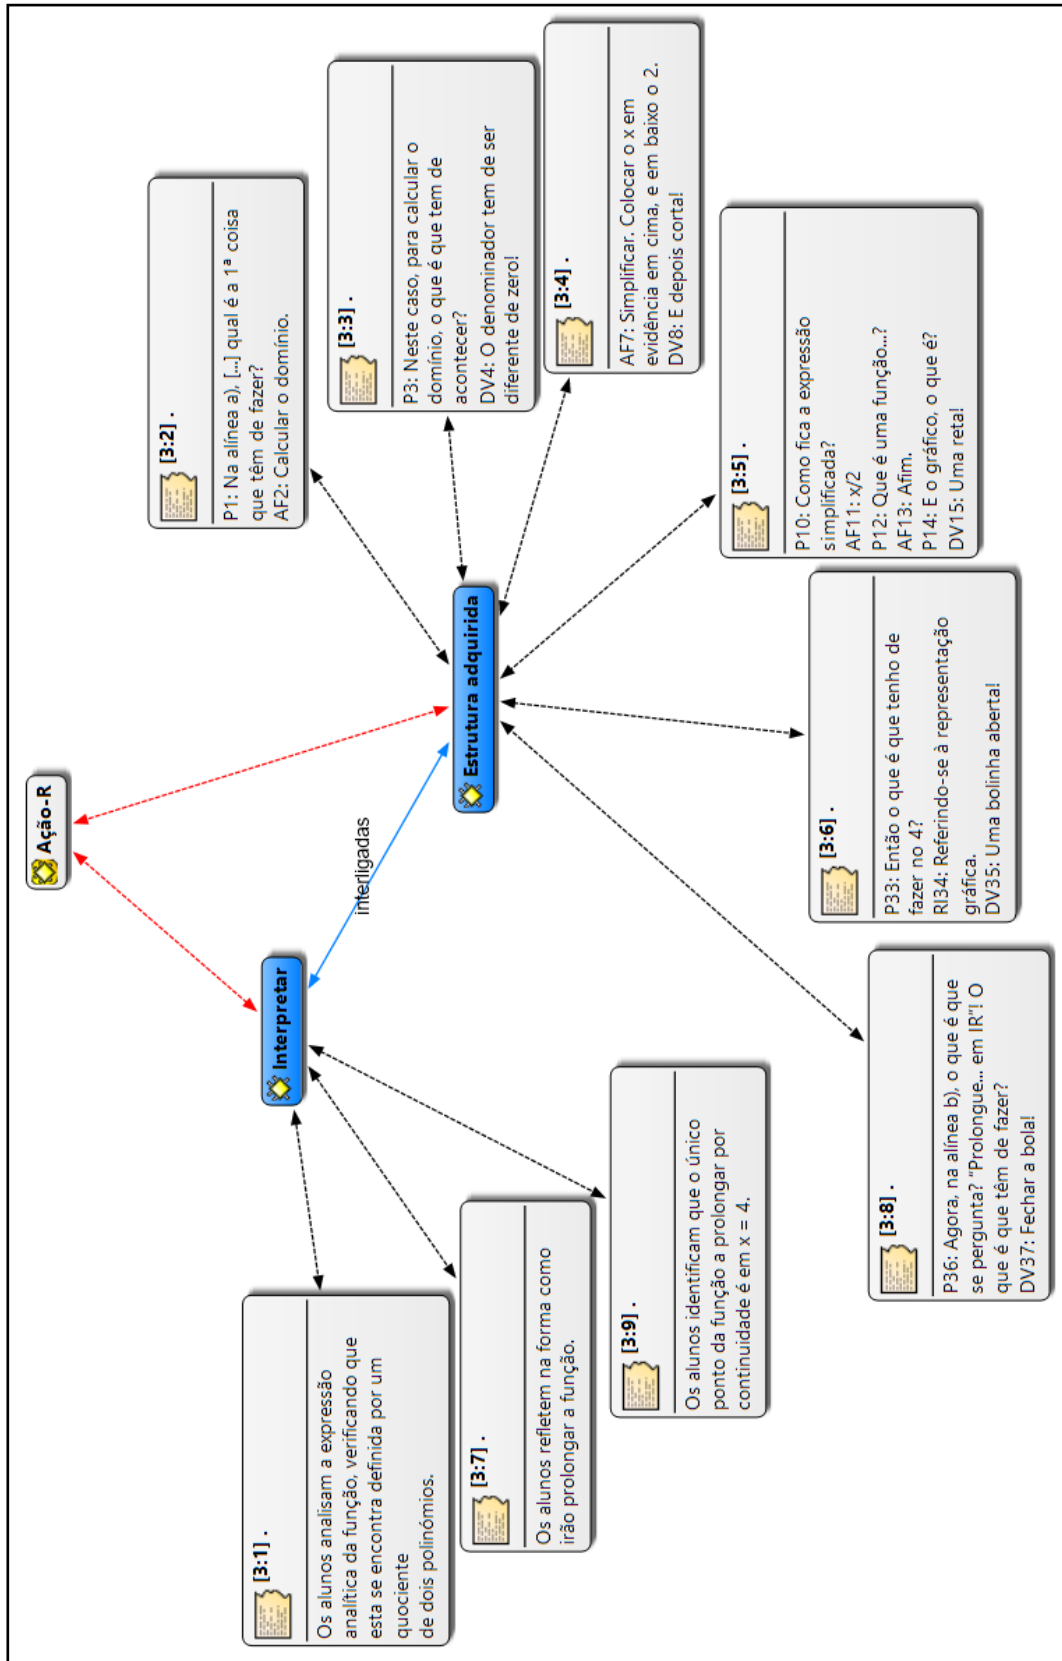 Ação-R
Interpretar
interligadas
Estrutura adquirida
[3:1] .
Os alunos analisam a expressão
analítica da função, verificando que
esta se encontra definida por um
quociente
de dois polinómios.
[3:7] .
Os alunos refletem na forma como
irão prolongar a função.
[3:9] .
Os alunos identificam que o único
ponto da função a prolongar por
continuidade é em x = 4.
[3:8] .
P36: Agora, na alínea b), o que é que
se pergunta? "Prolongue... em IR"! O
que é que têm de fazer?
DV37: Fechar a bola!
[3:6] .
P33: Então o que é que tenho de
fazer no 4?
RI34: Referindo-se à representação
gráfica.
DV35: Uma bolinha aberta!
[3:5] .
P10: Como fica a expressão
simplificada?
AF11: x/2
P12: Que é uma função...?
AF13: Afim.
P14: E o gráfico, o que é?
DV15: Uma reta!
[3:4] .
AF7: Simplificar. Colocar o x em
evidência em cima, e em baixo o 2.
DV8: E depois corta!
[3:3] .
P3: Neste caso, para calcular o
domínio, o que é que tem de
acontecer?
DV4: O denominador tem de ser
diferente de zero!
[3:2] .
P1: Na alínea a), [...] qual é a 1ª coisa
que têm de fazer?
AF2: Calcular o domínio.